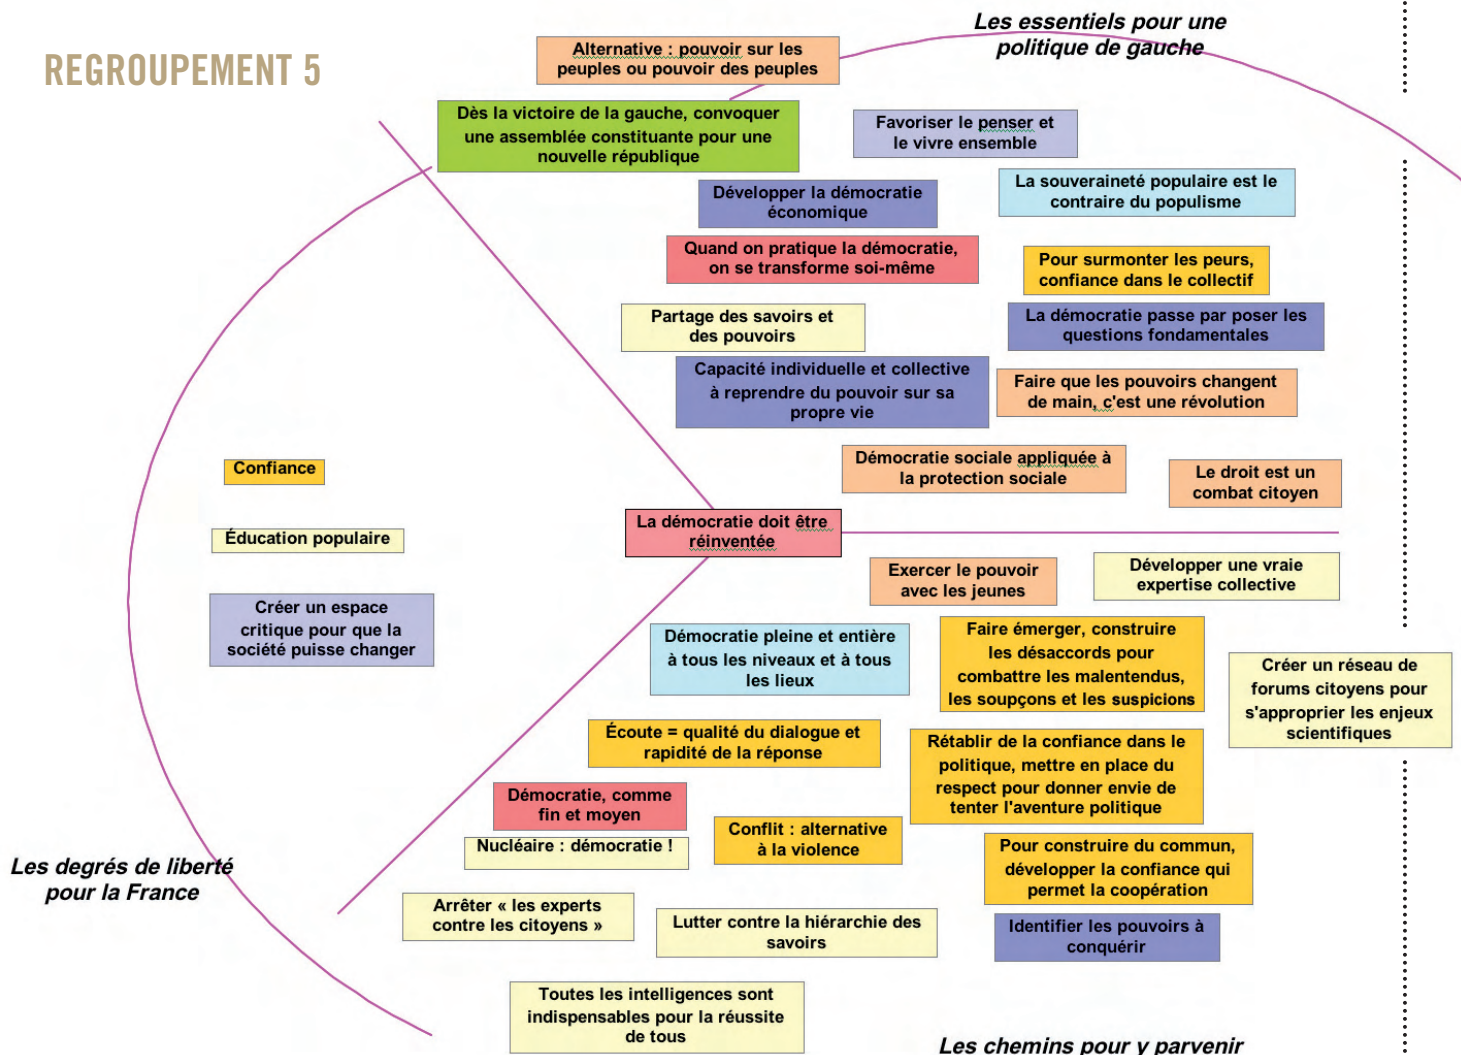 REGROUPEMENT 5
Les essentiels pour une
politique de gauche
Alternative : pouvoir sur les
peuples ou pouvoir des peuples
Dès la victoire de la gauche, convoquer
une assemblée constituante pour une
nouvelle république
Favoriser le penser et
le vivre ensemble
Développer la démocratie
économique
La souveraineté populaire est le
contraire du populisme
Quand on pratique la démocratie,
on se transforme soi-même
Pour surmonter les peurs,
confiance dans le collectif
Partage des savoirs et
des pouvoirs
La démocratie passe par poser les
questions fondamentales
Capacité individuelle et collective
à reprendre du pouvoir sur sa
propre vie
Faire que les pouvoirs changent
de main, c'est une révolution
Démocratie sociale appliquée à
la protection sociale
Le droit est un
combat citoyen
Confiance
Éducation populaire
Créer un espace
critique pour que la
société puisse changer
La démocratie doit être
réinventée
Exercer le pouvoir
avec les jeunes
Développer une vraie
expertise collective
Démocratie pleine et entière
à tous les niveaux et à tous
les lieux
Faire émerger, construire
les désaccords pour
combattre les malentendus,
les soupçons et les suspicions
Créer un réseau de
forums citoyens pour
s'approprier les enjeux
scientifiques
Écoute = qualité du dialogue et
rapidité de la réponse
Rétablir de la confiance dans le
politique, mettre en place du
respect pour donner envie de
tenter l'aventure politique
Démocratie, comme
fin et moyen
Nucléaire : démocratie !
Conflit : alternative
à la violence
Pour construire du commun,
développer la confiance qui
permet la coopération
Les degrés de liberté
pour la France
Arrêter « les experts
contre les citoyens »
Lutter contre la hiérarchie des
savoirs
Identifier les pouvoirs à
conquérir
Toutes les intelligences sont
indispensables pour la réussite
de tous
Les chemins pour y parvenir